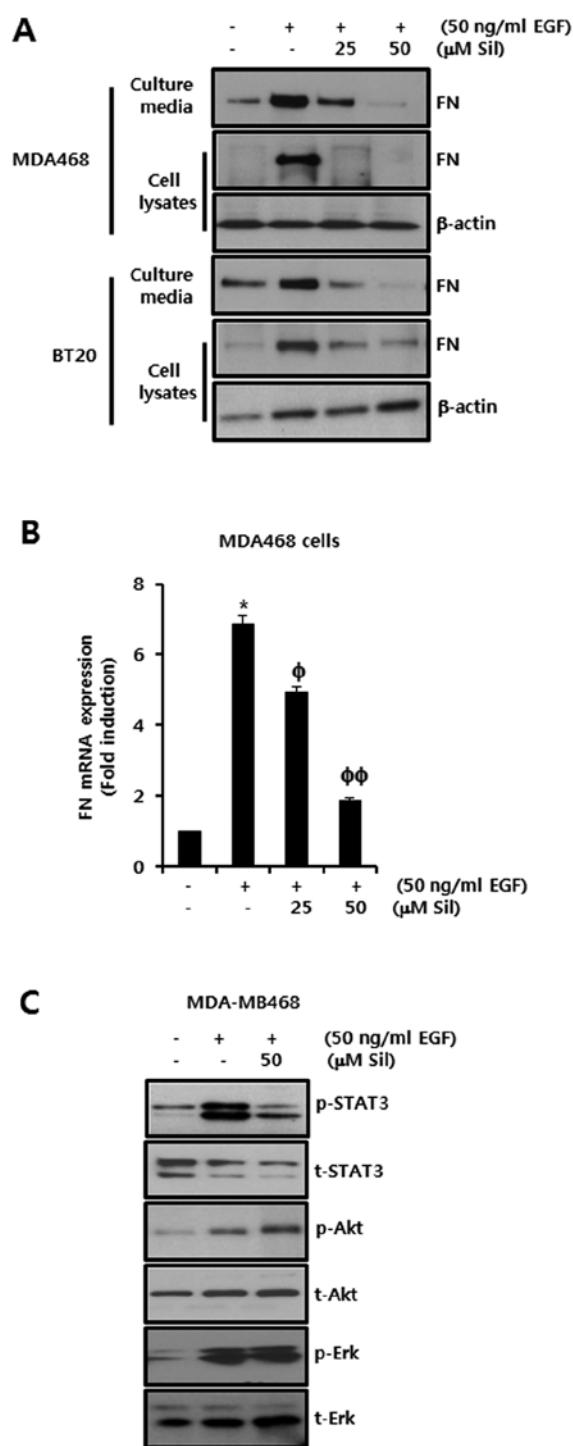 A
- + + + (50 ng/ml EGF)
- - 25 50 (μM Sil)
Culture media FN
MDA468
Cell lysates FN
β-actin
Culture media FN
BT20
Cell lysates FN
β-actin
B
MDA468 cells
FN mRNA expression
(Fold induction)
8
6
4
2
0
*
ϕ
ϕϕ
- + + + (50 ng/ml EGF)
- - 25 50 (μM Sil)
C
MDA-MB468
- + + (50 ng/ml EGF)
- - 50 (μM Sil)
p-STAT3
t-STAT3
p-Akt
t-Akt
p-Erk
t-Erk